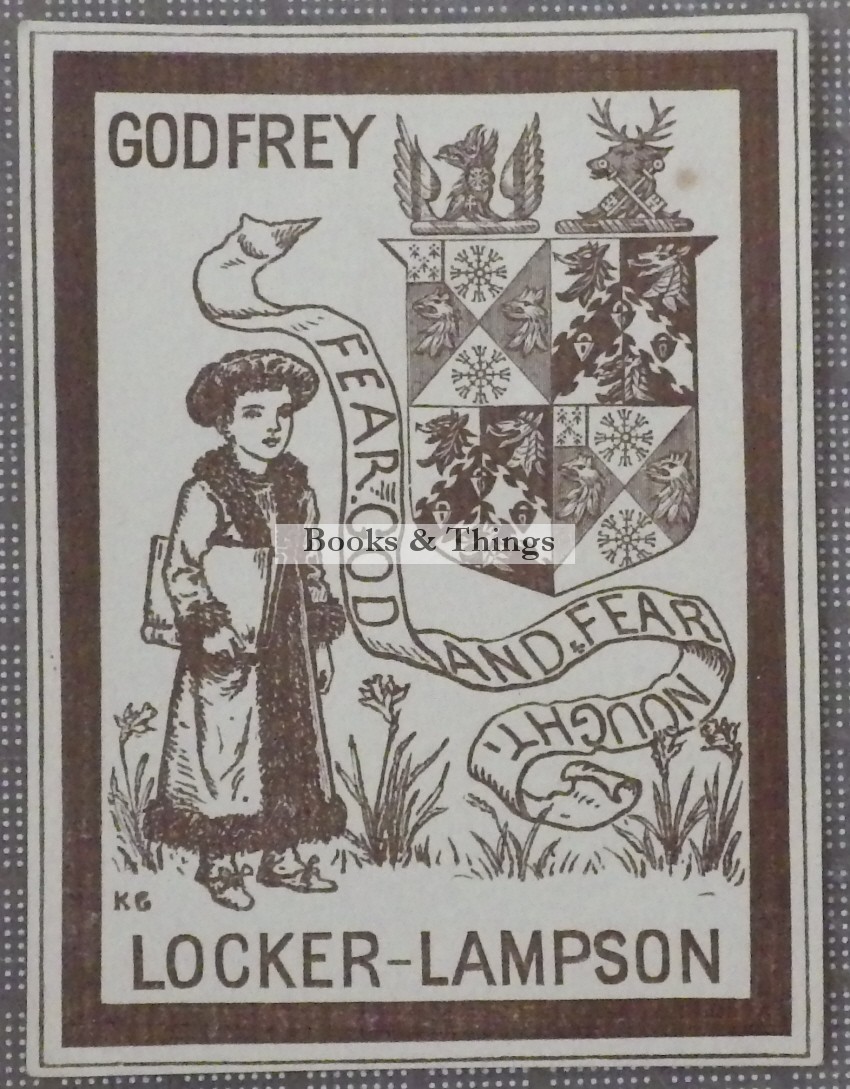 GODFREY
FEAR GOD
AND FEAR
NOUGHT
Books & Things
KG
LOCKER-LAMPSON